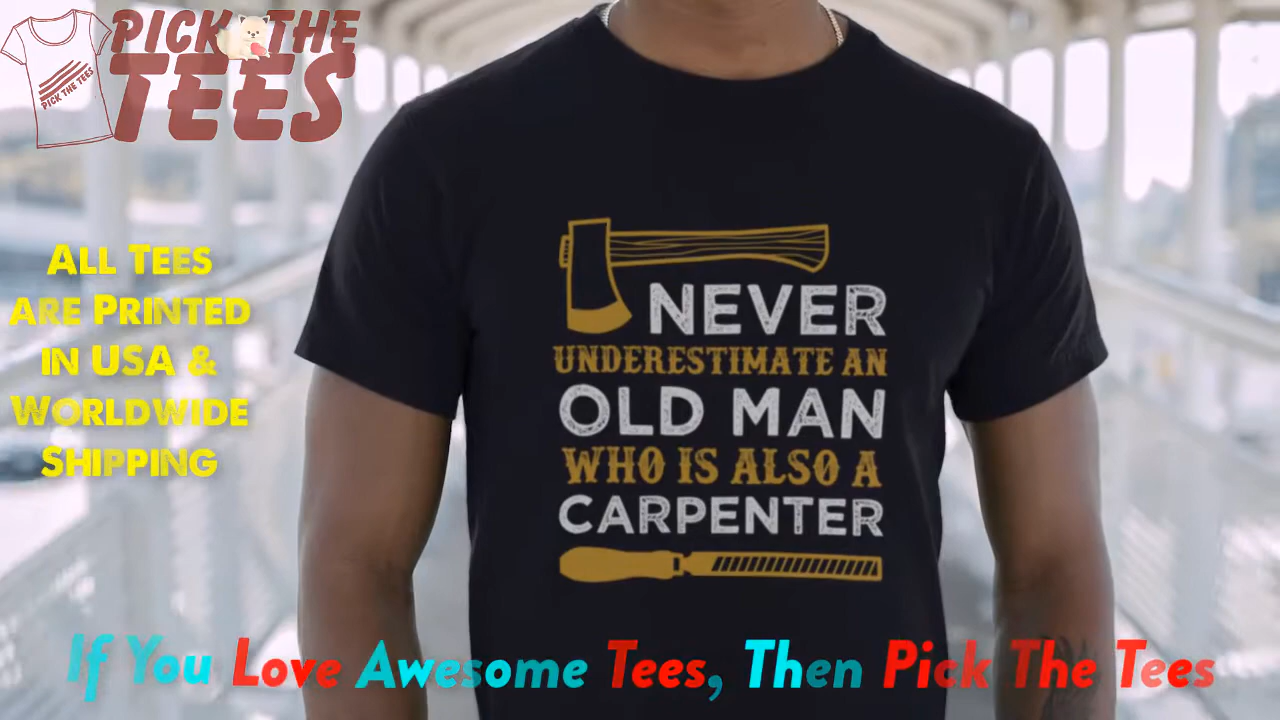 PICK THE
TEES
PICK THE TEES
All Tees
are Printed
in USA &
Worldwide
Shipping
NEVER
UNDERESTIMATE AN
OLD MAN
WHO IS ALSO A
CARPENTER
If You Love Awesome Tees, Then Pick The Tees